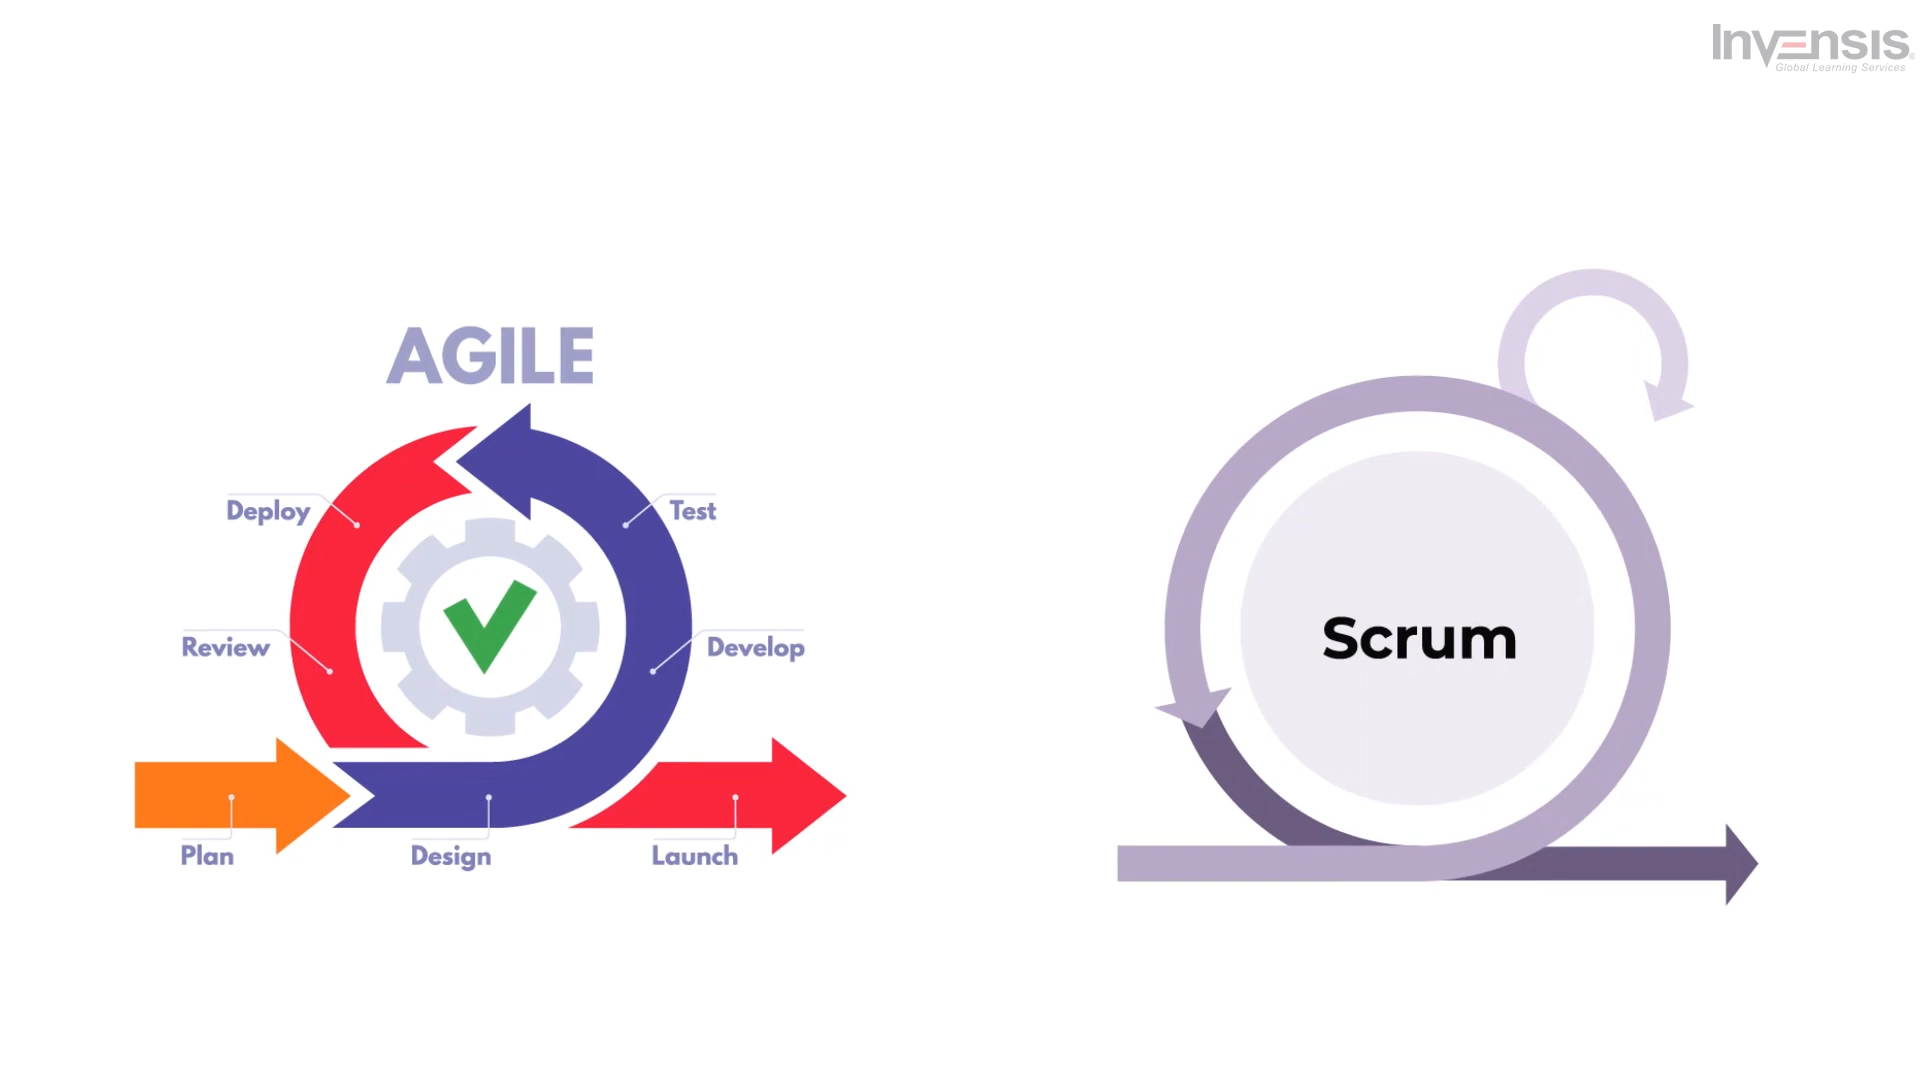 Invensis
Global Learning Services
AGILE
Deploy
Test
Review
Develop
Plan
Design
Launch
Scrum